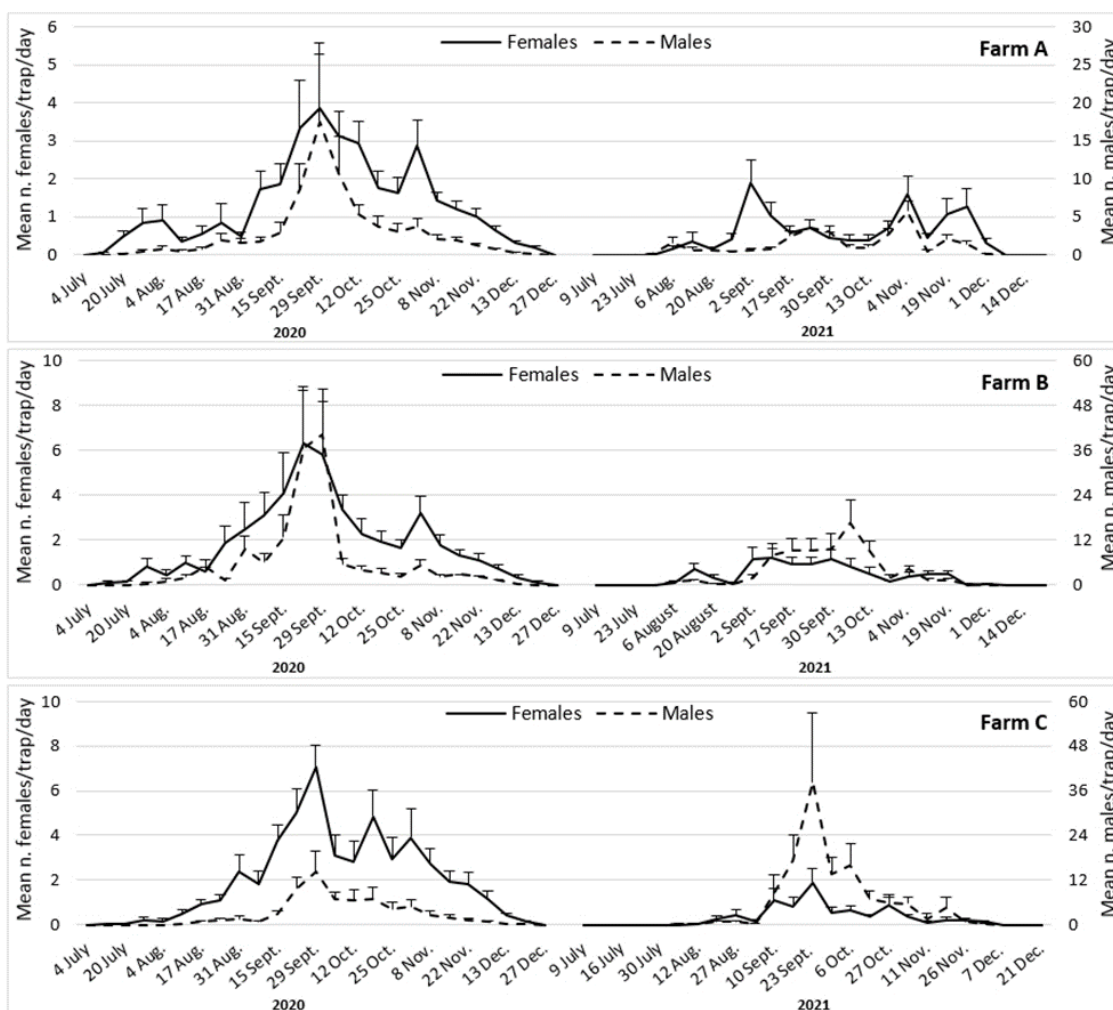 Mean n. females/trap/day
6
5
4
3
2
1
0
Females
Males
Farm A
30
25
20
15
10
5
0
Mean n. males/trap/day
4 July
20 July
4 Aug.
17 Aug.
31 Aug.
15 Sept.
29 Sept.
12 Oct.
25 Oct.
8 Nov.
22 Nov.
13 Dec.
27 Dec.
9 July
23 July
6 Aug.
20 Aug.
2 Sept.
17 Sept.
30 Sept.
13 Oct.
4 Nov.
19 Nov.
1 Dec.
14 Dec.
2020
2021
Mean n. females/trap/day
10
8
6
4
2
0
Females
Males
Farm B
60
48
36
24
12
0
Mean n. males/trap/day
4 July
20 July
4 Aug.
17 Aug.
31 Aug.
15 Sept.
29 Sept.
12 Oct.
25 Oct.
8 Nov.
22 Nov.
13 Dec.
27 Dec.
9 July
23 July
6 August
20 August
2 Sept.
17 Sept.
30 Sept.
13 Oct.
4 Nov.
19 Nov.
1 Dec.
14 Dec.
2020
2021
Mean n. females/trap/day
10
8
6
4
2
0
Females
Males
Farm C
60
48
36
24
12
0
Mean n. males/trap/day
4 July
20 July
4 Aug.
17 Aug.
31 Aug.
15 Sept.
29 Sept.
12 Oct.
25 Oct.
8 Nov.
22 Nov.
13 Dec.
27 Dec.
9 July
16 July
30 July
12 Aug.
27 Aug.
10 Sept.
23 Sept.
6 Oct.
27 Oct.
11 Nov.
26 Nov.
7 Dec.
21 Dec.
2020
2021